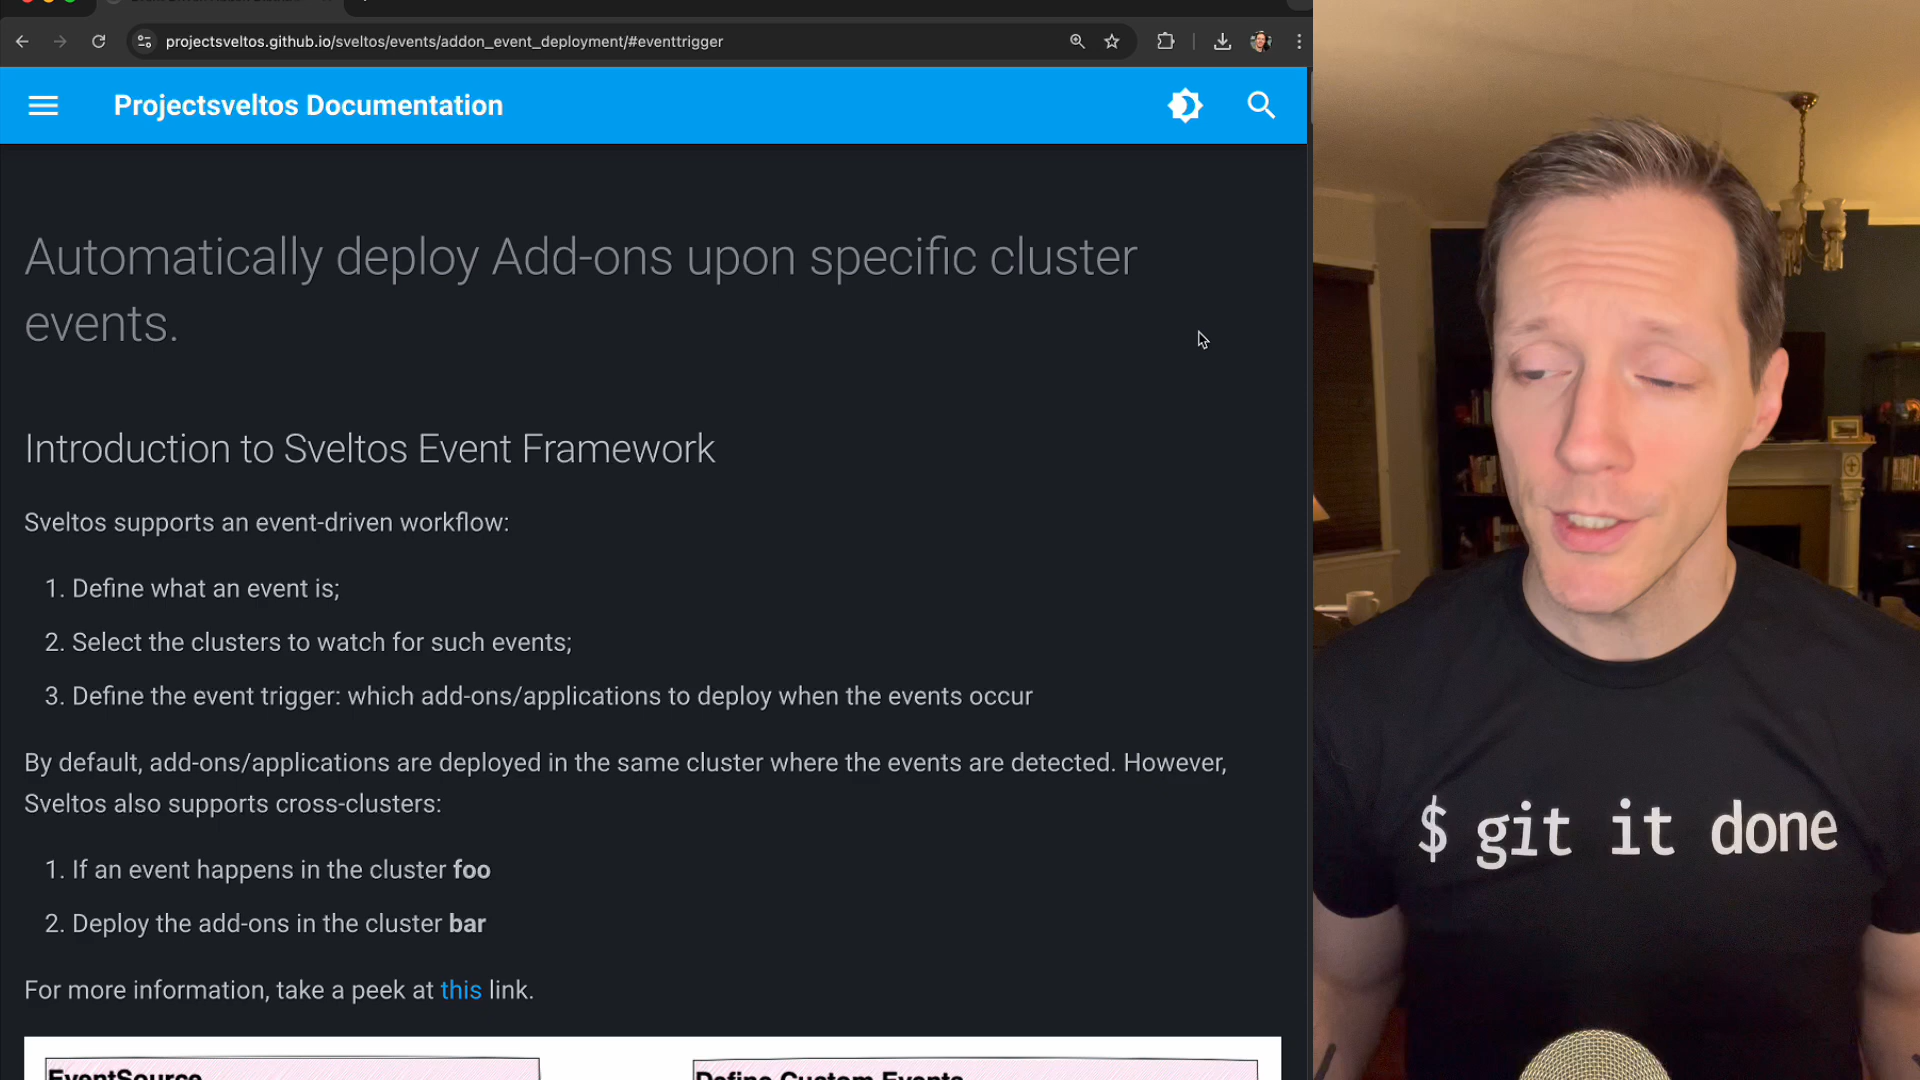 projectsveltos.github.io/sveltos/events/addon_event_deployment/#eventtrigger
Projectsveltos Documentation
Automatically deploy Add-ons upon specific cluster
events.
Introduction to Sveltos Event Framework
Sveltos supports an event-driven workflow:
1. Define what an event is;
2. Select the clusters to watch for such events;
3. Define the event trigger: which add-ons/applications to deploy when the events occur
By default, add-ons/applications are deployed in the same cluster where the events are detected. However,
Sveltos also supports cross-clusters:
1. If an event happens in the cluster foo
2. Deploy the add-ons in the cluster bar
For more information, take a peek at this link.
EventSource
Define Custom Events
$ git it done